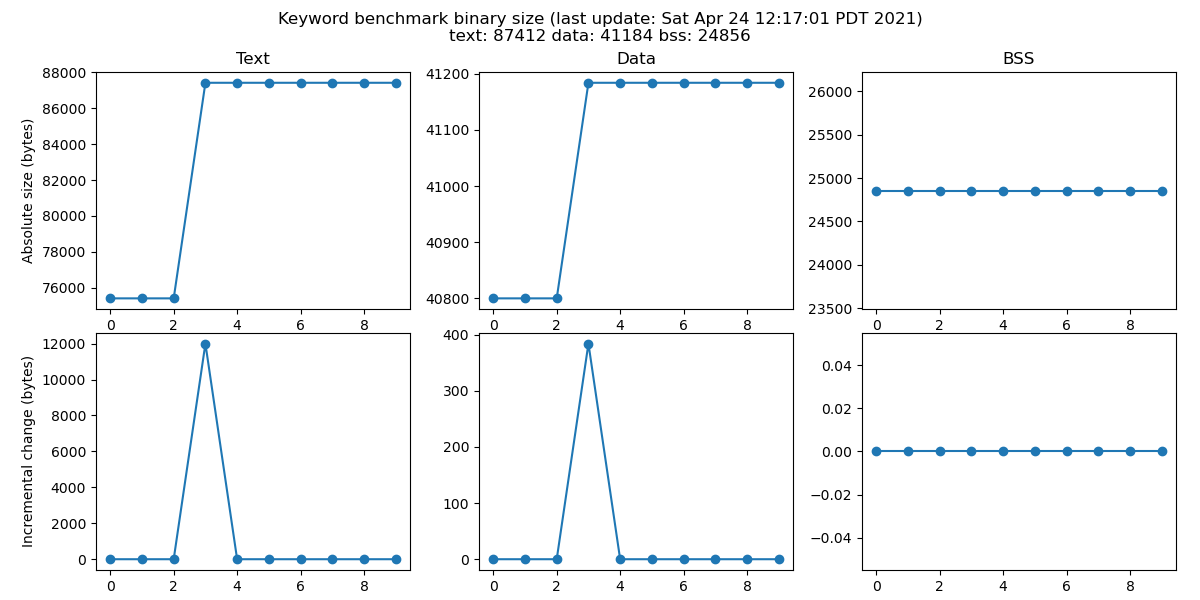 Keyword benchmark binary size (last update: Sat Apr 24 12:17:01 PDT 2021)
text: 87412 data: 41184 bss: 24856
Text
Data
BSS
Absolute size (bytes)
88000
86000
84000
82000
80000
78000
76000
0 2 4 6 8
41200
41100
41000
40900
40800
0 2 4 6 8
26000
25500
25000
24500
24000
23500
0 2 4 6 8
Incremental change (bytes)
12000
10000
8000
6000
4000
2000
0
0 2 4 6 8
400
300
200
100
0
0 2 4 6 8
0.04
0.02
0.00
−0.02
−0.04
0 2 4 6 8